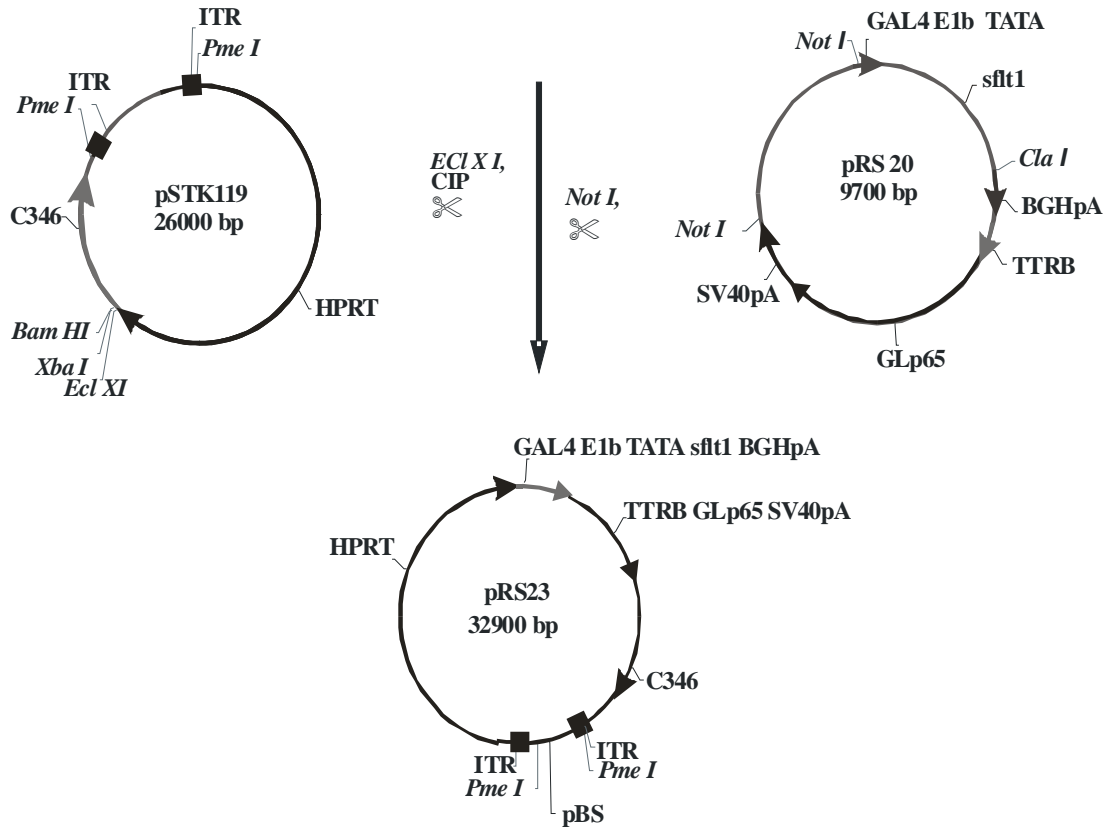 ITR
Pme I
ITR
Pme I
pSTK119
26000 bp
C346
HPRT
Bam HI
Xba I
Ecl XI
ECl X I,
CIP
Not I,
GAL4 E1b TATA
Not I
sflt1
pRS 20
9700 bp
Cla I
BGHpA
Not I
TTRB
SV40pA
GLp65
GAL4 E1b TATA sflt1 BGHpA
TTRB GLp65 SV40pA
HPRT
pRS23
32900 bp
C346
ITR
Pme I
ITR
Pme I
pBS